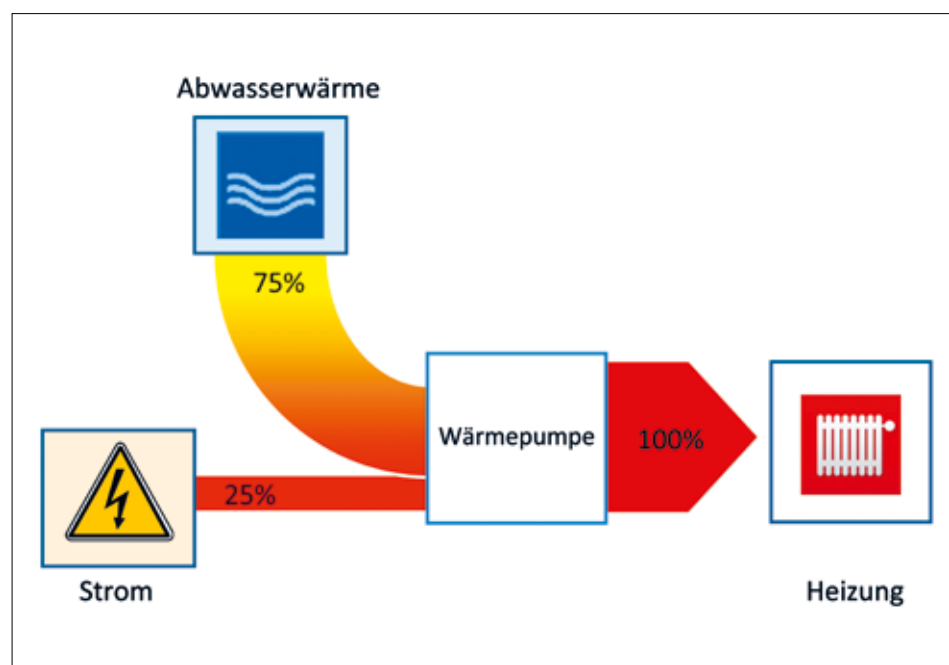 Abwasserwärme
75%
Wärmepumpe
100%
25%
Strom
Heizung